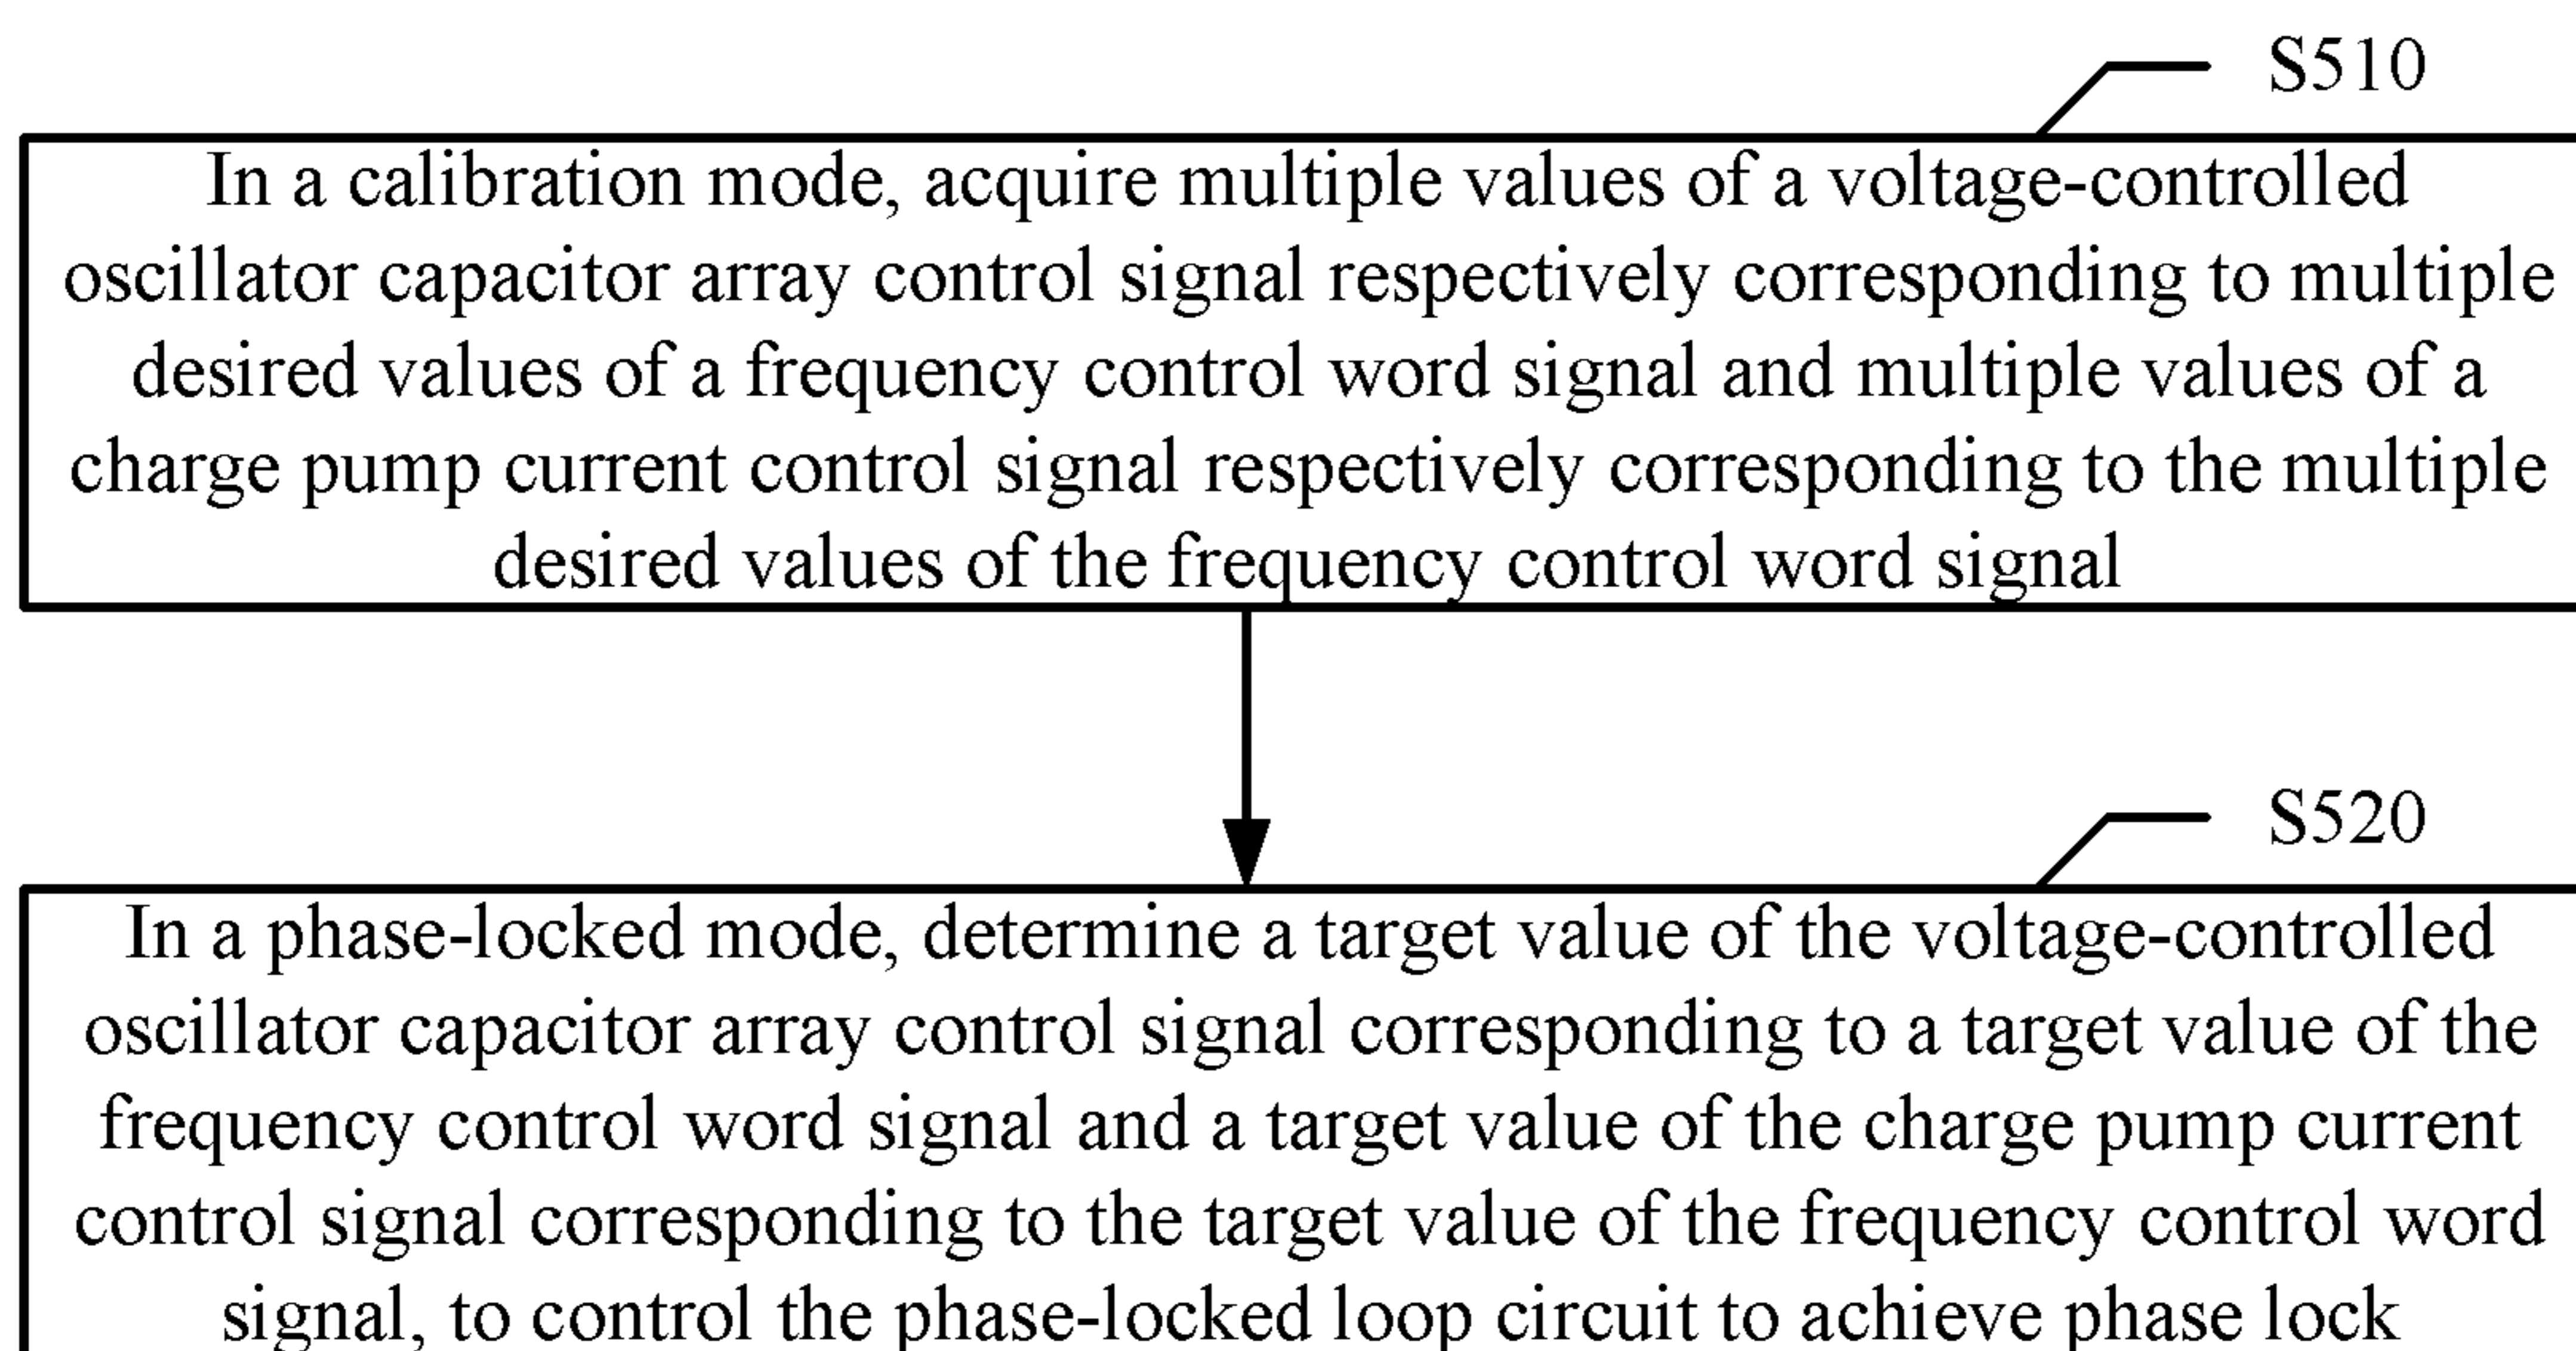 S510
In a calibration mode, acquire multiple values of a voltage-controlled
oscillator capacitor array control signal respectively corresponding to multiple
desired values of a frequency control word signal and multiple values of a
charge pump current control signal respectively corresponding to the multiple
desired values of the frequency control word signal
S520
In a phase-locked mode, determine a target value of the voltage-controlled
oscillator capacitor array control signal corresponding to a target value of the
frequency control word signal and a target value of the charge pump current
control signal corresponding to the target value of the frequency control word
signal, to control the phase-locked loop circuit to achieve phase lock